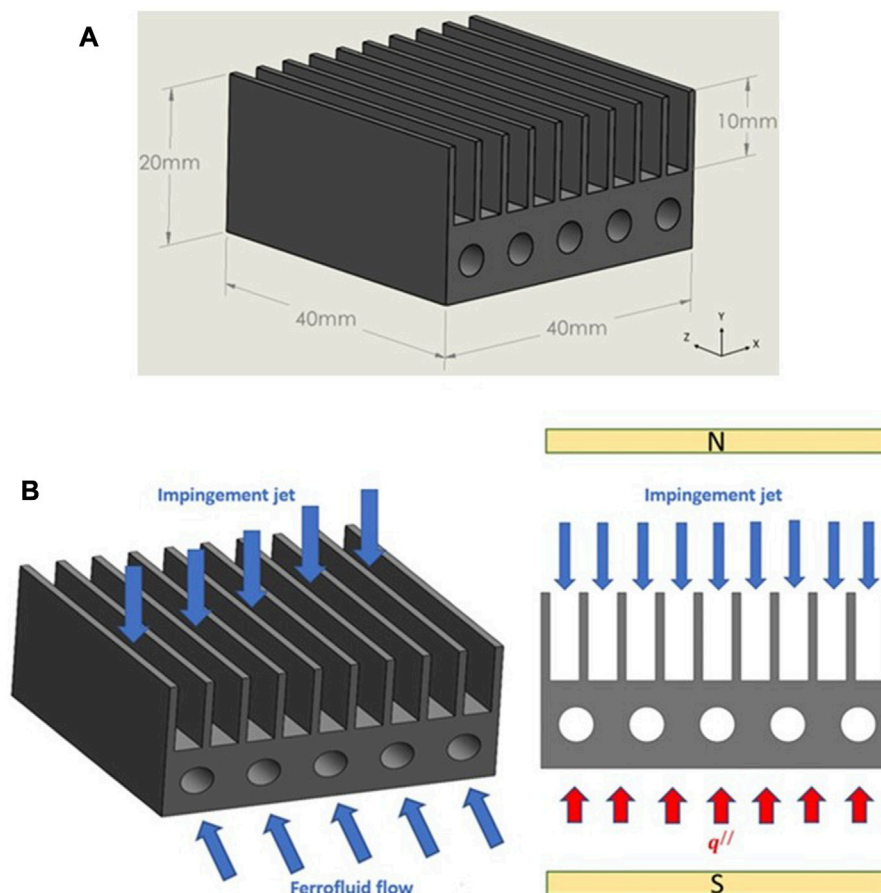 A
20mm
10mm
40mm
40mm
Y
Z
X
B
Impingement jet
Ferrofluid flow
N
Impingement jet
q//
S